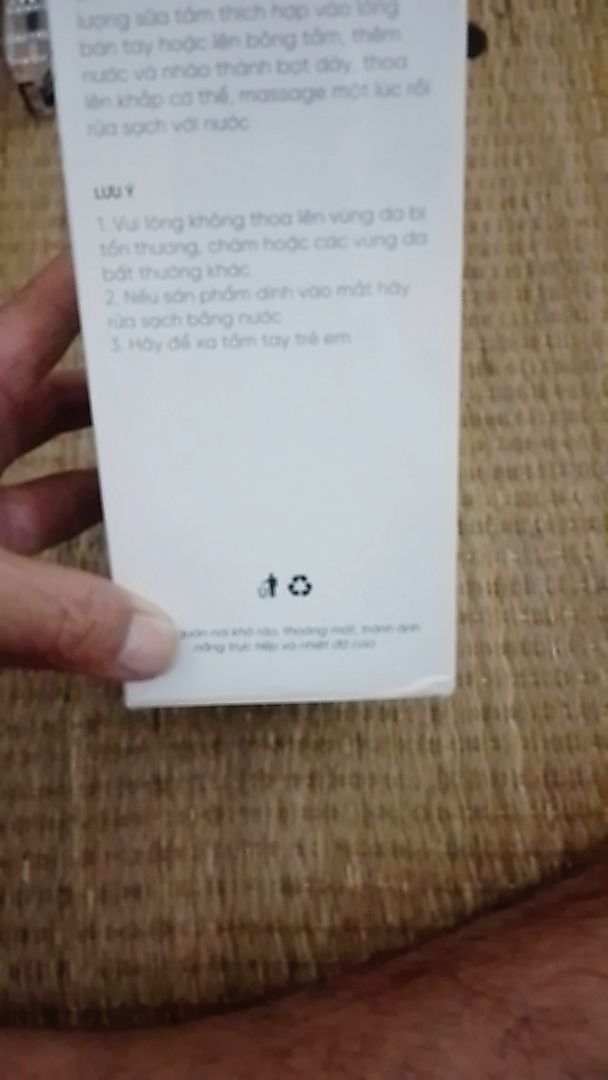 lượng sữa tắm thích hợp vào lòng
bàn tay hoặc lên bông tắm, thêm
nước và nhào thành bọt dày, thoa
lên khắp cơ thể, massage một lúc rồi
rửa sạch với nước
LƯU Ý
1. Vui lòng không thoa lên vùng da bị
tổn thương, chàm hoặc các vùng da
bất thường khác
2. Nếu sản phẩm dính vào mắt hãy
rửa sạch bằng nước
3. Hãy để xa tầm tay trẻ em
quản nơi khô ráo, thoáng mát, tránh ánh
nắng trực tiếp và nhiệt độ cao